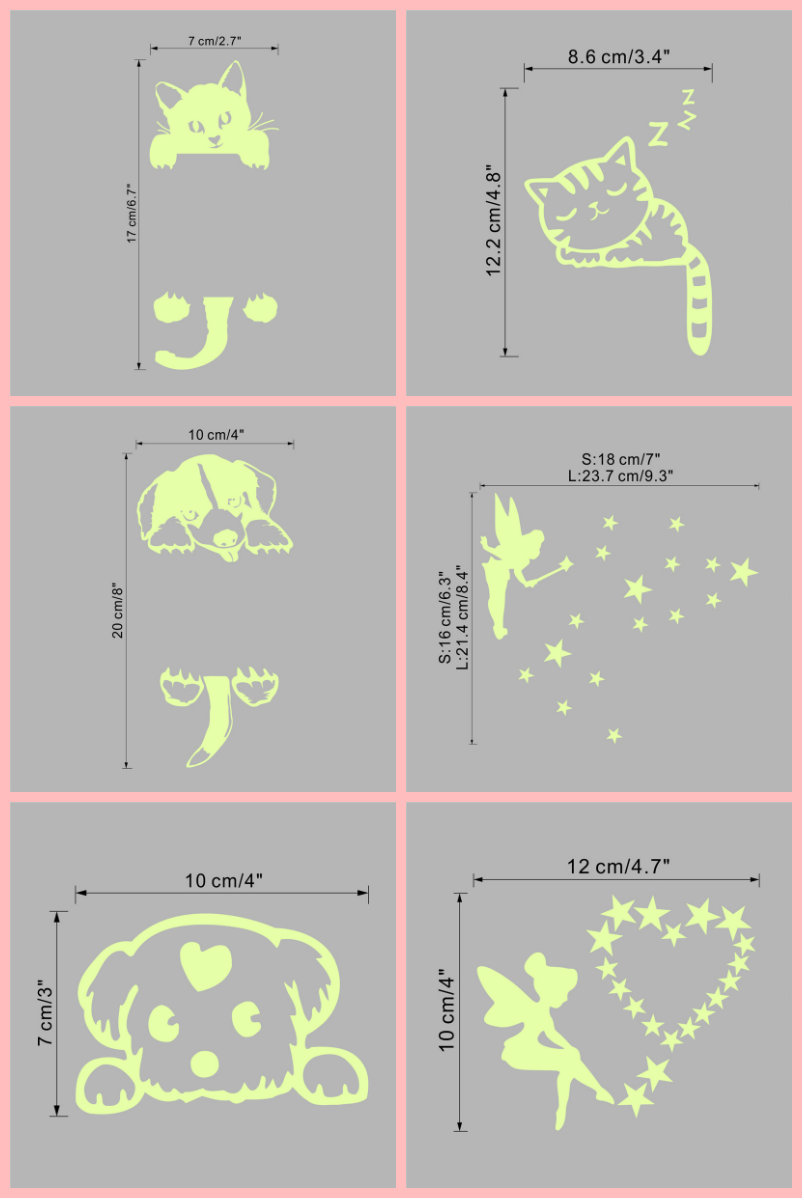 7 cm/2.7"
17 cm/6.7"
8.6 cm/3.4"
12.2 cm/4.8"
Z
Z
Z
10 cm/4"
20 cm/8"
S:18 cm/7"
L:23.7 cm/9.3"
S:16 cm/6.3"
L:21.4 cm/8.4"
10 cm/4"
7 cm/3"
12 cm/4.7"
10 cm/4"